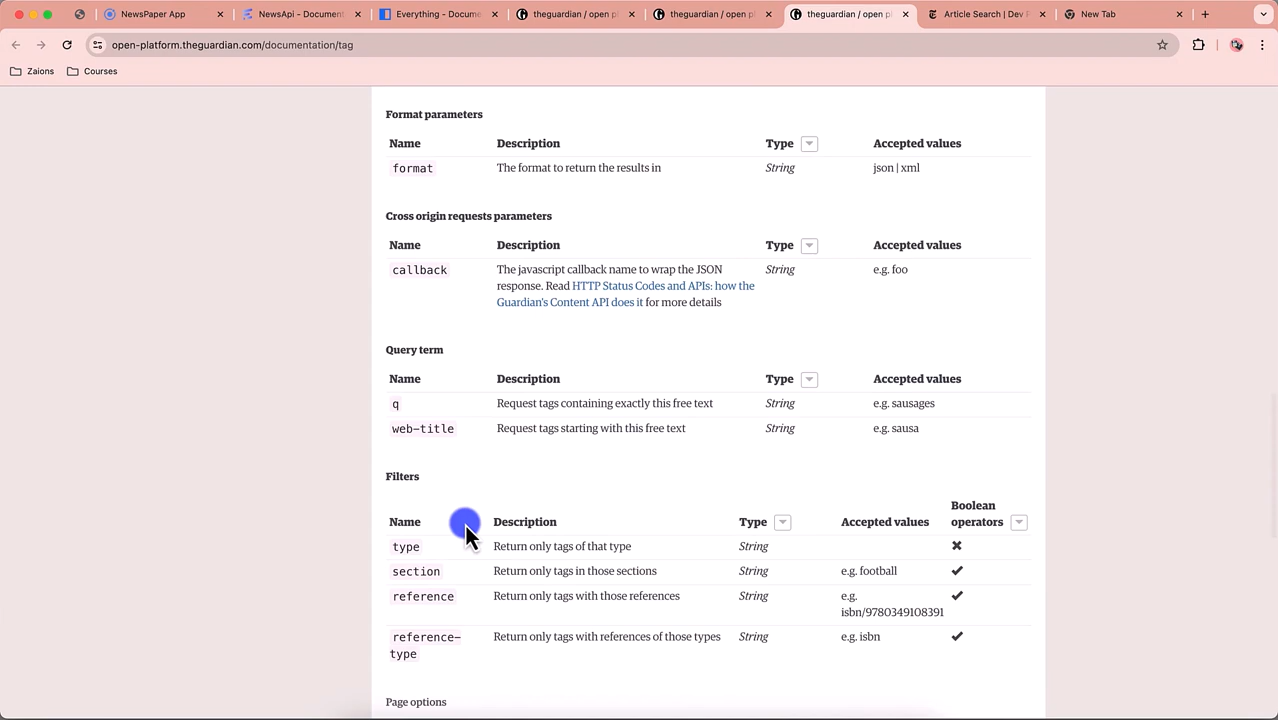 NewsPaper App
NewsApi - Document
Everything - Docume
theguardian / open pl
theguardian / open pl
theguardian / open pl
Article Search | Dev P
New Tab
open-platform.theguardian.com/documentation/tag
Zaions
Courses
Format parameters
Name Description Type Accepted values
format The format to return the results in String json | xml
Cross origin requests parameters
Name Description Type Accepted values
callback The javascript callback name to wrap the JSON String e.g. foo
response. Read HTTP Status Codes and APIs: how the
Guardian's Content API does it for more details
Query term
Name Description Type Accepted values
q Request tags containing exactly this free text String e.g. sausages
web-title Request tags starting with this free text String e.g. sausa
Filters
Boolean
Name Description Type Accepted values operators
type Return only tags of that type String
section Return only tags in those sections String e.g. football
reference Return only tags with those references String e.g.
isbn/9780349108391
reference- Return only tags with references of those types String e.g. isbn
type
Page options